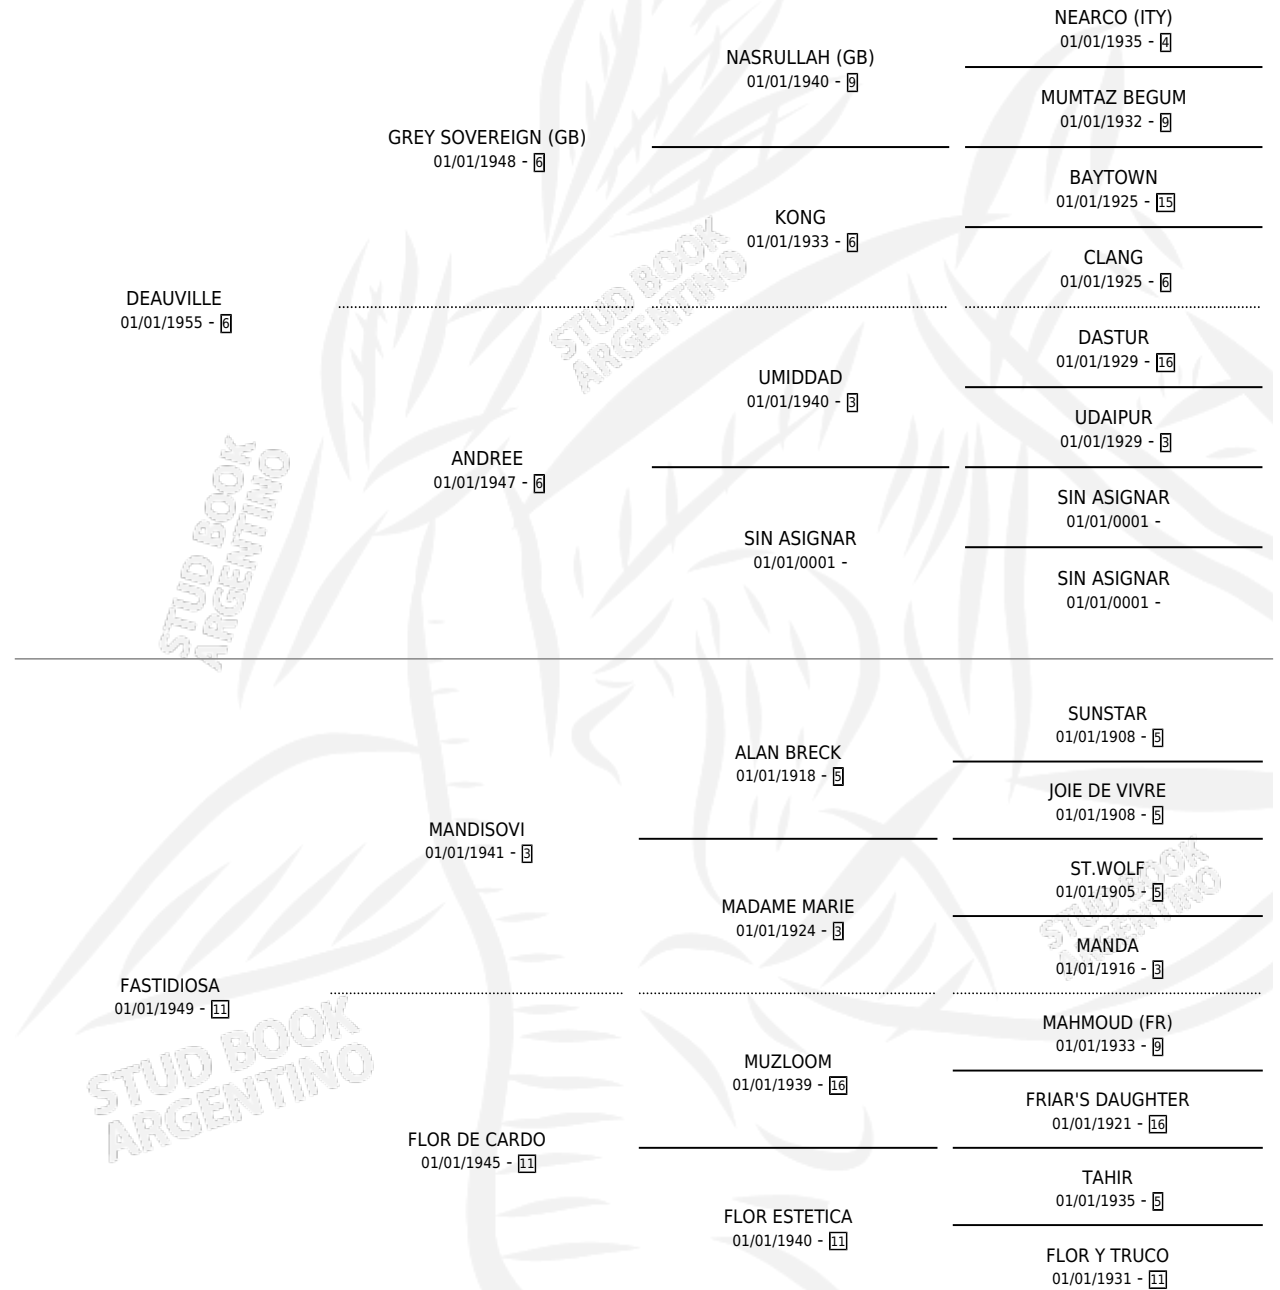 NEARCO (ITY)
01/01/1935 - 4
NASRULLAH (GB)
01/01/1940 - 9
MUMTAZ BEGUM
01/01/1932 - 9
GREY SOVEREIGN (GB)
01/01/1948 - 6
BAYTOWN
01/01/1925 - 15
KONG
01/01/1933 - 6
CLANG
01/01/1925 - 6
DEAUVILLE
01/01/1955 - 6
DASTUR
01/01/1929 - 16
UMIDDAD
01/01/1940 - 3
UDAIPUR
01/01/1929 - 3
ANDREE
01/01/1947 - 6
SIN ASIGNAR
01/01/0001 -
SIN ASIGNAR
01/01/0001 -
SIN ASIGNAR
01/01/0001 -
STUD BOOK
ARGENTINO
STUD BOOK
ARGENTINO
SUNSTAR
01/01/1908 - 5
ALAN BRECK
01/01/1918 - 5
JOIE DE VIVRE
01/01/1908 - 5
MANDISOVI
01/01/1941 - 3
ST.WOLF
01/01/1905 - 5
MADAME MARIE
01/01/1924 - 3
MANDA
01/01/1916 - 3
STUD BOOK
ARGENTINO
FASTIDIOSA
01/01/1949 - 11
MAHMOUD (FR)
01/01/1933 - 9
MUZLOOM
01/01/1939 - 16
FRIAR'S DAUGHTER
01/01/1921 - 16
STUD BOOK
ARGENTINO
FLOR DE CARDO
01/01/1945 - 11
TAHIR
01/01/1935 - 5
FLOR ESTETICA
01/01/1940 - 11
FLOR Y TRUCO
01/01/1931 - 11